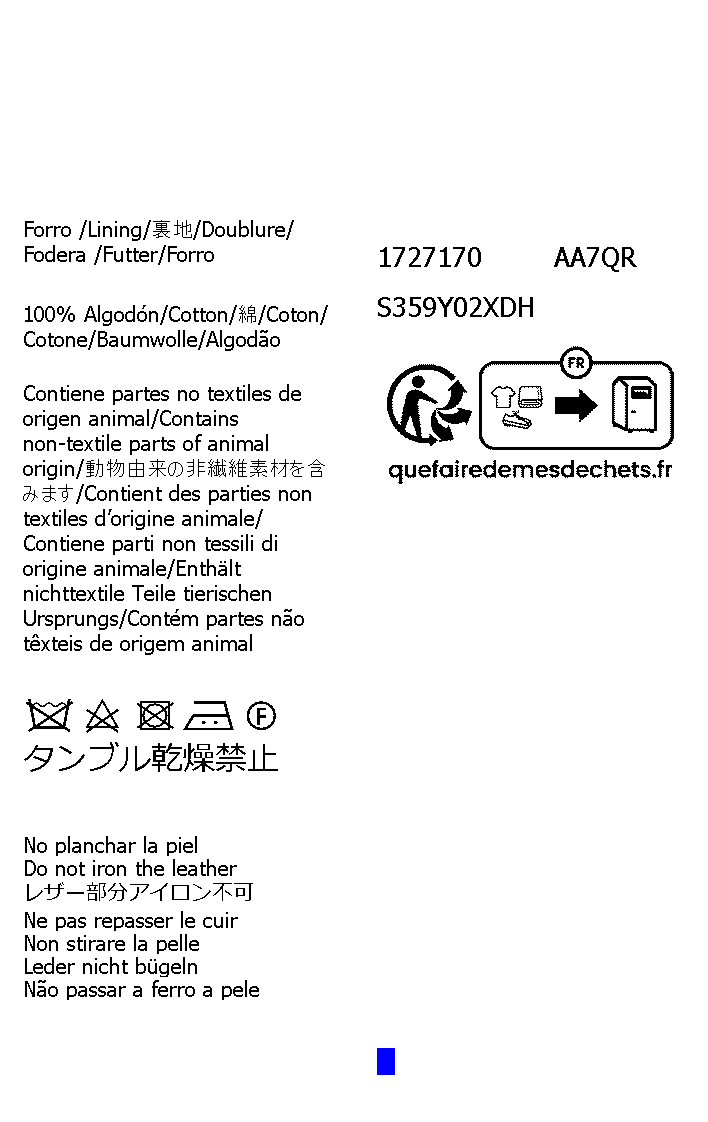 Forro /Lining/裏地/Doublure/
Fodera /Futter/Forro
100% Algodón/Cotton/綿/Coton/
Cotone/Baumwolle/Algodão
Contiene partes no textiles de
origen animal/Contains
non-textile parts of animal
origin/動物由来の非繊維素材を含
みます/Contient des parties non
textiles d’origine animale/
Contiene parti non tessili di
origine animale/Enthält
nichttextile Teile tierischen
Ursprungs/Contém partes não
têxteis de origem animal
F
タンブル乾燥禁止
No planchar la piel
Do not iron the leather
レザー部分アイロン不可
Ne pas repasser le cuir
Non stirare la pelle
Leder nicht bügeln
Não passar a ferro a pele
1727170 AA7QR
S359Y02XDH
FR
quefairedemesdechets.fr